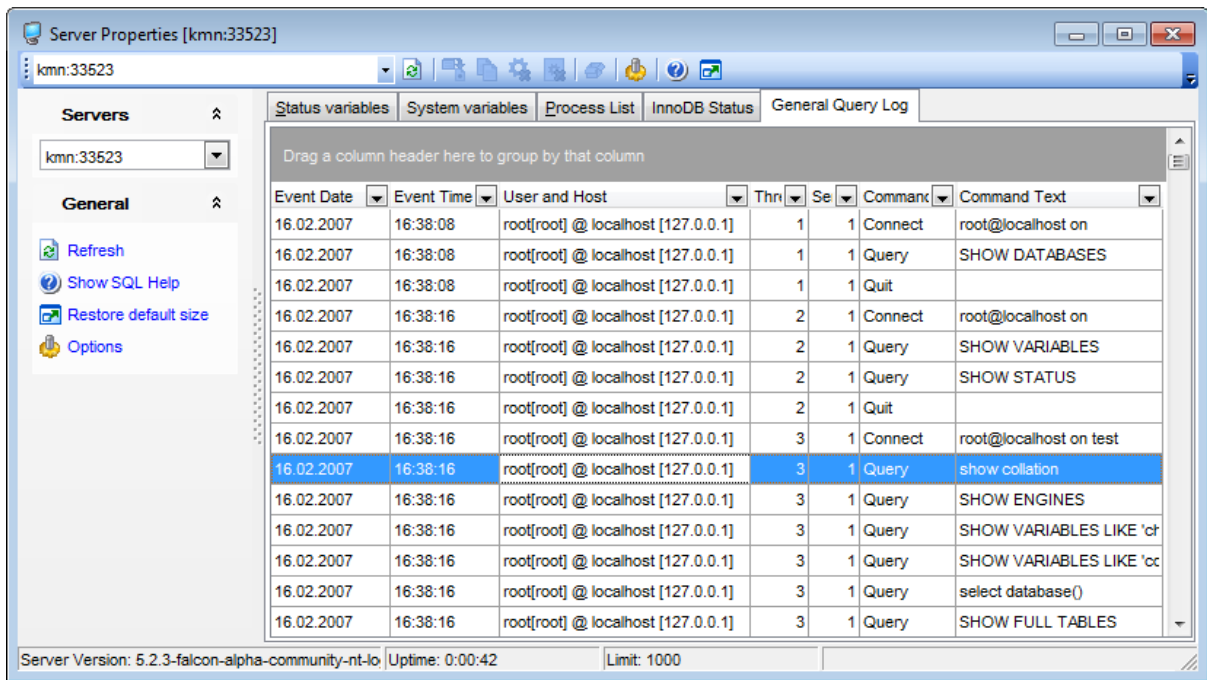 Server Properties [kmn:33523]
kmn:33523
Servers
kmn:33523
General
Refresh
Show SQL Help
Restore default size
Options
Status variables System variables Process List InnoDB Status General Query Log
Drag a column header here to group by that column
Event Date Event Time User and Host Thre Se Command Command Text
16.02.2007 16:38:08 root[root] @ localhost [127.0.0.1] 1 1 Connect root@localhost on
16.02.2007 16:38:08 root[root] @ localhost [127.0.0.1] 1 1 Query SHOW DATABASES
16.02.2007 16:38:08 root[root] @ localhost [127.0.0.1] 1 1 Quit
16.02.2007 16:38:16 root[root] @ localhost [127.0.0.1] 2 1 Connect root@localhost on
16.02.2007 16:38:16 root[root] @ localhost [127.0.0.1] 2 1 Query SHOW VARIABLES
16.02.2007 16:38:16 root[root] @ localhost [127.0.0.1] 2 1 Query SHOW STATUS
16.02.2007 16:38:16 root[root] @ localhost [127.0.0.1] 2 1 Quit
16.02.2007 16:38:16 root[root] @ localhost [127.0.0.1] 3 1 Connect root@localhost on test
16.02.2007 16:38:16 root[root] @ localhost [127.0.0.1] 3 1 Query show collation
16.02.2007 16:38:16 root[root] @ localhost [127.0.0.1] 3 1 Query SHOW ENGINES
16.02.2007 16:38:16 root[root] @ localhost [127.0.0.1] 3 1 Query SHOW VARIABLES LIKE 'ch
16.02.2007 16:38:16 root[root] @ localhost [127.0.0.1] 3 1 Query SHOW VARIABLES LIKE 'cc
16.02.2007 16:38:16 root[root] @ localhost [127.0.0.1] 3 1 Query select database()
16.02.2007 16:38:16 root[root] @ localhost [127.0.0.1] 3 1 Query SHOW FULL TABLES
Server Version: 5.2.3-falcon-alpha-community-nt-lo Uptime: 0:00:42 Limit: 1000